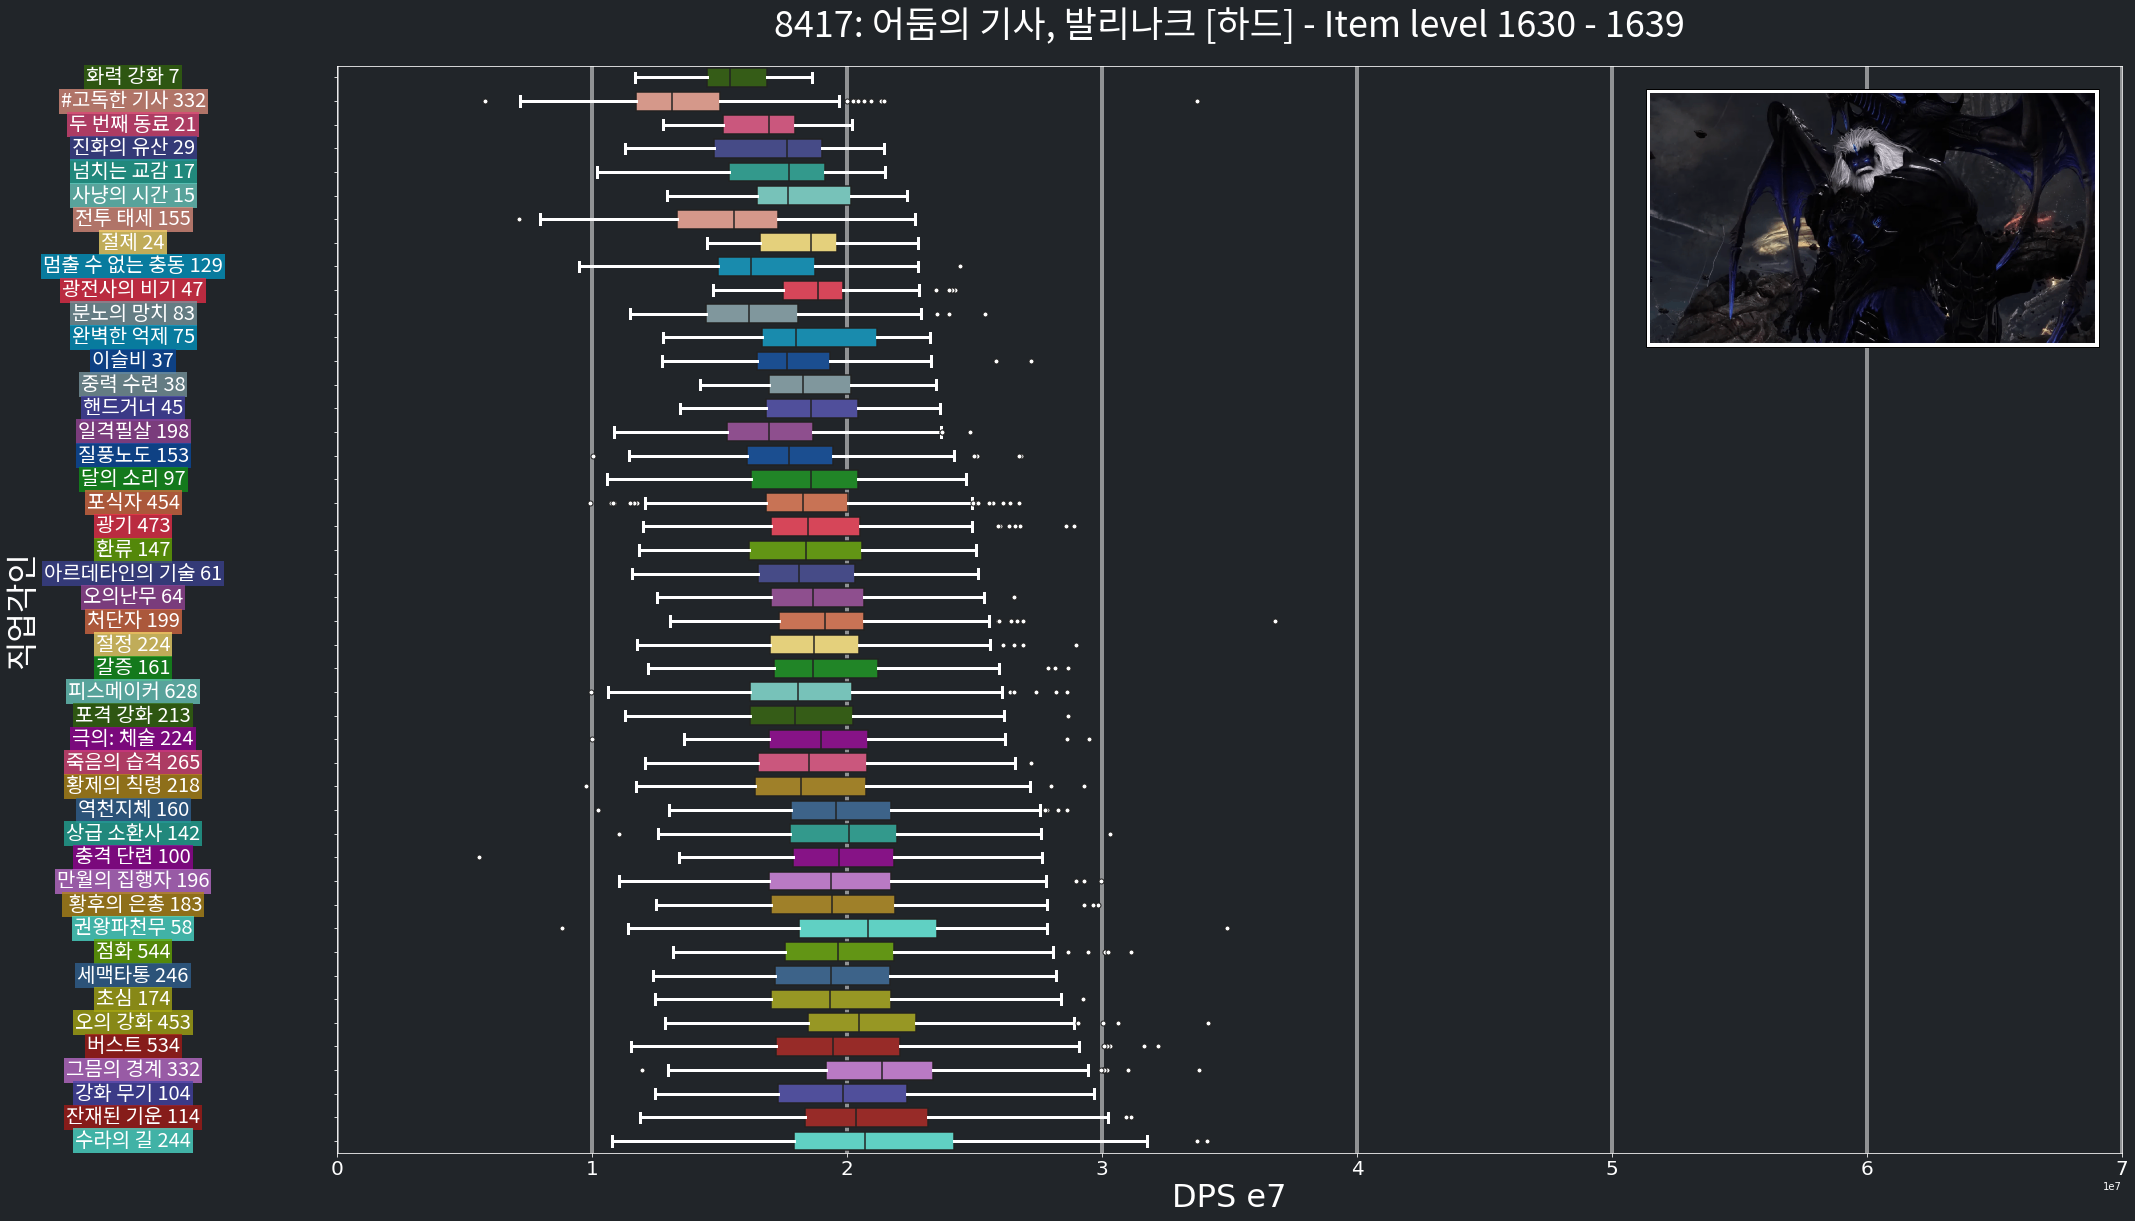 8417: 어둠의 기사, 발리나크 [하드] - Item level 1630 - 1639
직업각인
화력 강화 7
#고독한 기사 332
두 번째 동료 21
진화의 유산 29
넘치는 교감 17
사냥의 시간 15
전투 태세 155
절제 24
멈출 수 없는 충동 129
광전사의 비기 47
분노의 망치 83
완벽한 억제 75
이슬비 37
중력 수련 38
핸드거너 45
일격필살 198
질풍노도 153
달의 소리 97
포식자 454
광기 473
환류 147
아르데타인의 기술 61
오의난무 64
처단자 199
절정 224
갈증 161
피스메이커 628
포격 강화 213
극의: 체술 224
죽음의 습격 265
황제의 칙령 218
역천지체 160
상급 소환사 142
충격 단련 100
만월의 집행자 196
황후의 은총 183
권왕파천무 58
점화 544
세맥타통 246
초심 174
오의 강화 453
버스트 534
그믐의 경계 332
강화 무기 104
잔재된 기운 114
수라의 길 244
0 1 2 3 4 5 6 7
1e7
DPS e7